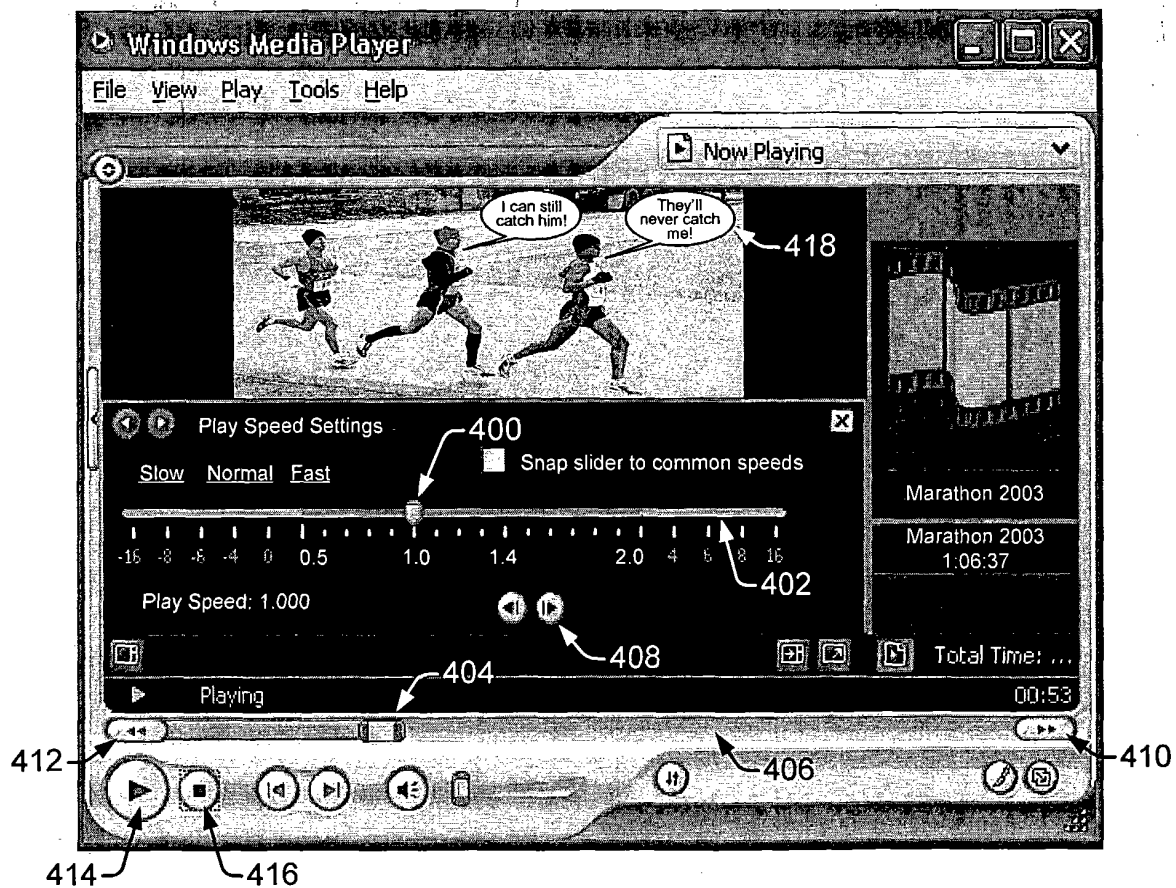 Windows Media Player
File View Play Tools Help
Now Playing
I can still
catch him!
They'll
never catch
me!
418
Play Speed Settings
400
Slow Normal Fast
Snap slider to common speeds
Marathon 2003
-16 -8 -6 -4 0 0.5 1.0 1.4 2.0 4 6 8 16
402
Marathon 2003
1:06:37
Play Speed: 1.000
408
Total Time: ...
404
Playing
00:53
412
406
410
414
416